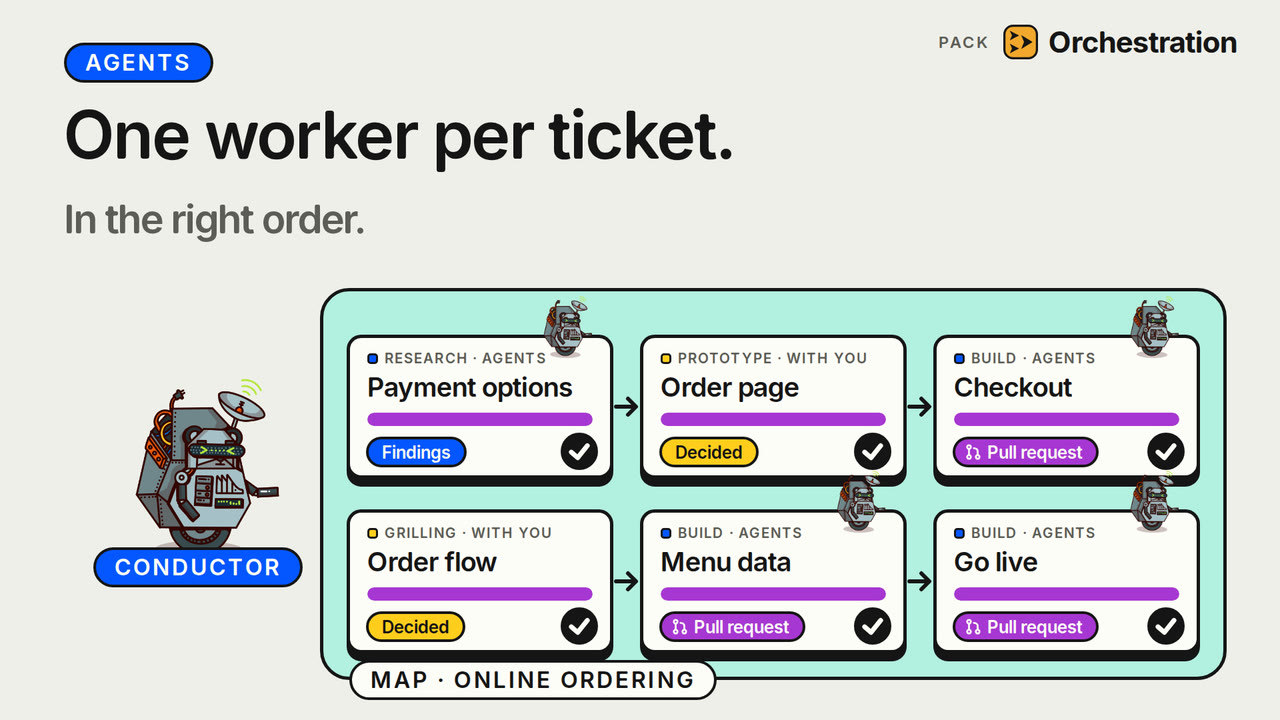 AGENTS
PACK Orchestration
One worker per ticket.
In the right order.
RESEARCH · AGENTS
Payment options
Findings
PROTOTYPE · WITH YOU
Order page
Decided
BUILD · AGENTS
Checkout
Pull request
GRILLING · WITH YOU
Order flow
Decided
BUILD · AGENTS
Menu data
Pull request
BUILD · AGENTS
Go live
Pull request
CONDUCTOR
MAP · ONLINE ORDERING